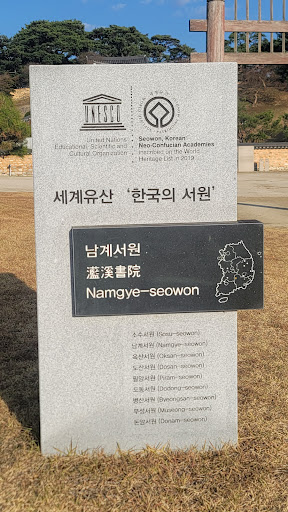 UNESCO
United Nations
Educational, Scientific and
Cultural Organization
Seowon, Korean
Neo-Confucian Academies
Inscribed on the World
Heritage List in 2019
세계유산 ‘한국의 서원’
남계서원
灆溪書院
Namgye-seowon
소수서원 (Sosu-seowon)
남계서원 (Namgye-seowon)
옥산서원 (Oksan-seowon)
도산서원 (Dosan-seowon)
필암서원 (Piram-seowon)
도동서원 (Dodong-seowon)
병산서원 (Byeongsan-seowon)
무성서원 (Museong-seowon)
돈암서원 (Donam-seowon)